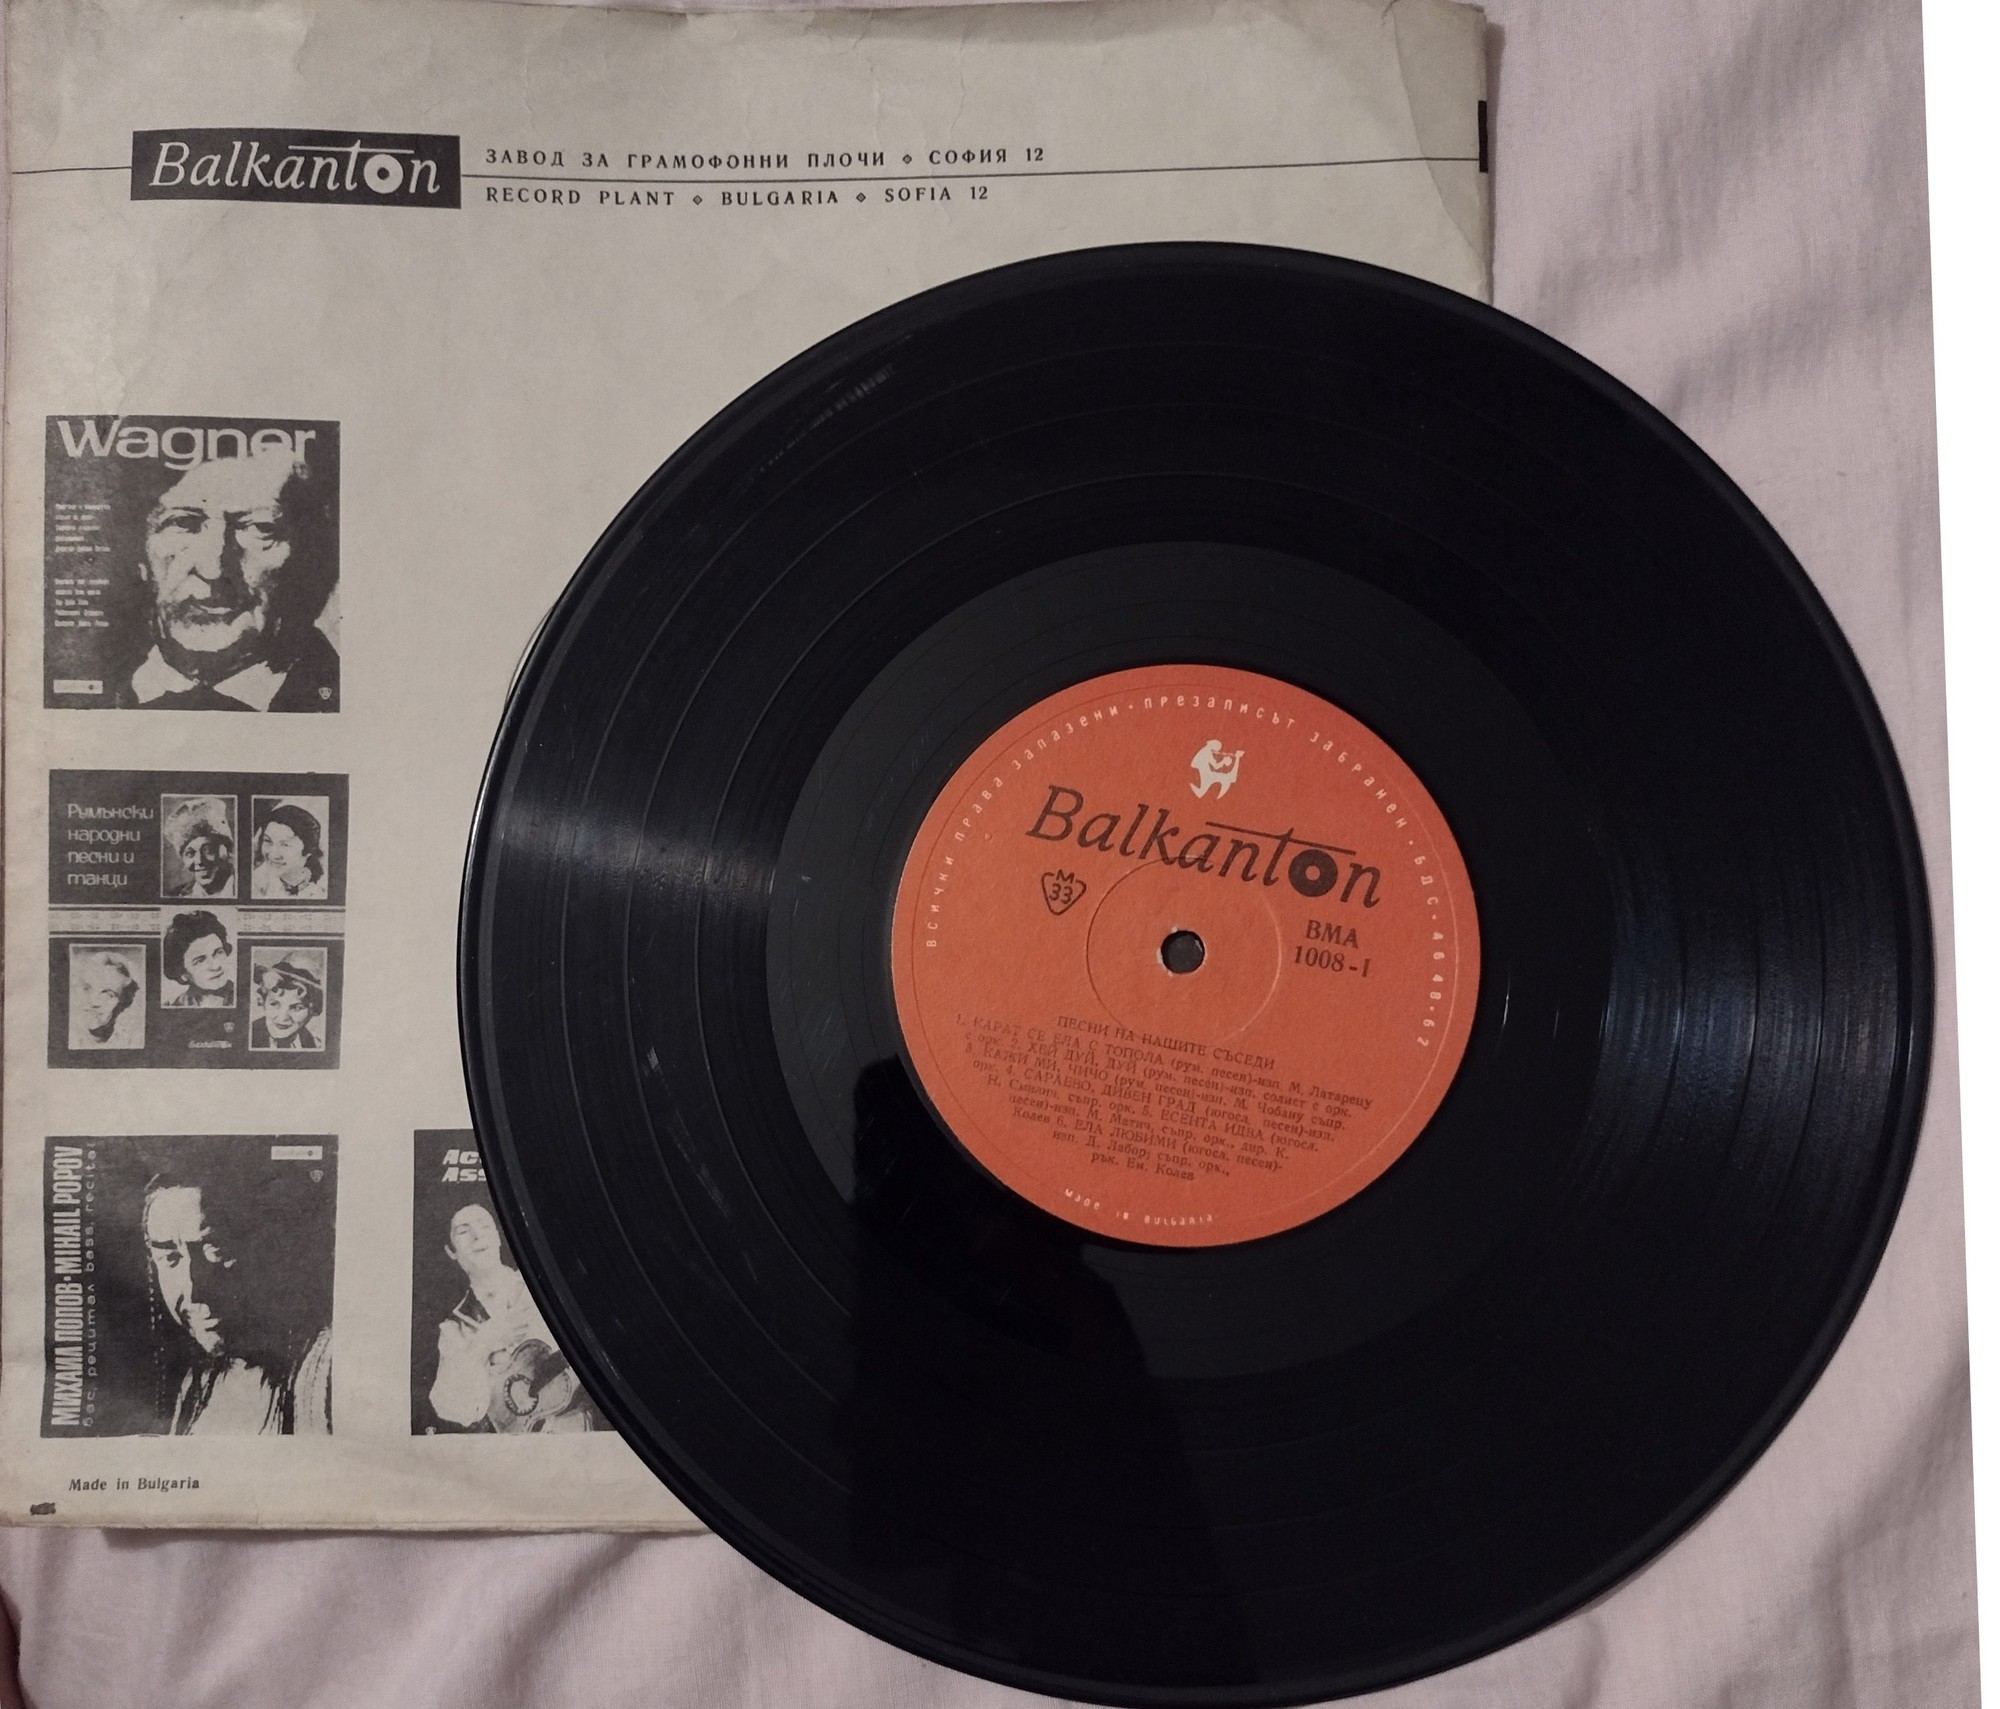 Balkanton
ЗАВОД ЗА ГРАМОФОННИ ПЛОЧИ ⋄ СОФИЯ 12
RECORD PLANT ⋄ BULGARIA ⋄ SOFIA 12
Wagner
Румънски
народни
песни и
танци
МИХАИЛ ПОПОВ·MIHAIL POPOV
бас, рецитал bass, recital
Made in Bulgaria
всички права запазени · презаписът забранен · БДС · 4648 · 62
Balkanton
М
33
ВМА
1008-I
ПЕСНИ НА НАШИТЕ СЪСЕДИ
1. КАРАТ СЕ ЕЛА С ТОПОЛА (рум. песен)-изп. М. Латарецу
с орк. 2. ХЕЙ ДУЙ, ДУЙ (рум. песен)-изп. солист с орк.
3. КАЖИ МИ, ЧИЧО (рум. песен)-изп. М. Чобану съпр.
орк. 4. САРАЕВО, ДИВЕН ГРАД (югосл. песен)-изп.
Н. съпр. орк. 5. ЕСЕНТА ИДВА (югосл.
песен)-изп. М. Матич, съпр. орк., дир. К.
Колев 6. ЕЛА ЛЮБИМИ (югосл. песен)-
изп. Д. съпр. орк.,
рък. Ем. Колев
made in Bulgaria